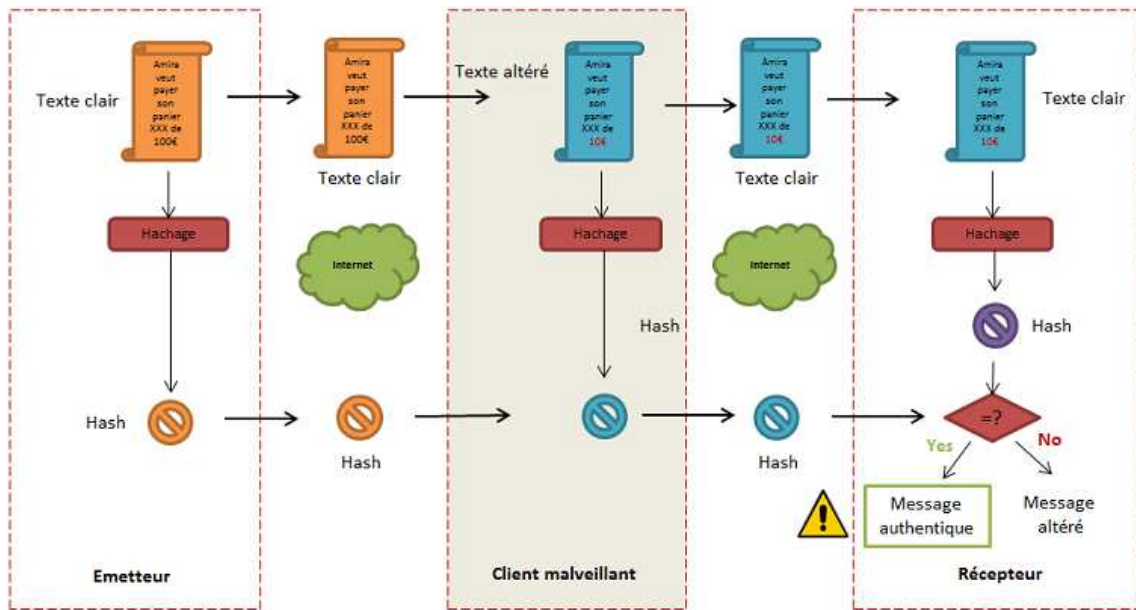 Texte clair
Amira
veut
payer
son
panier
XXX de
100€
Amira
veut
payer
son
panier
XXX de
100€
Texte clair
Texte altéré
Amira
veut
payer
son
panier
XXX de
10€
Amira
veut
payer
son
panier
XXX de
10€
Texte clair
Amira
veut
payer
son
panier
XXX de
10€
Texte clair
Hachage
Internet
Hachage
Internet
Hachage
Hash
Hash
Hash
Hash
Hash
=?
Yes
No
Message
authentique
Message
altéré
Emetteur
Client malveillant
Récepteur